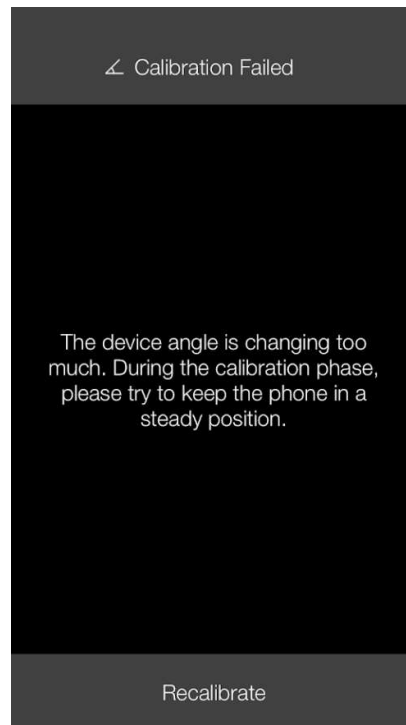 Calibration Failed
The device angle is changing too
much. During the calibration phase,
please try to keep the phone in a
steady position.
Recalibrate